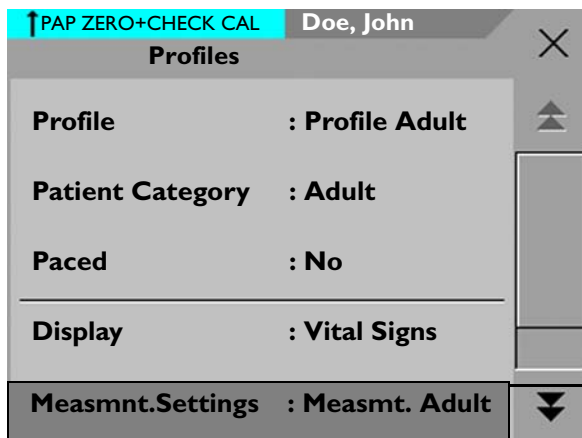 PAP ZERO+CHECK CAL Doe, John
Profiles
Profile : Profile Adult
Patient Category : Adult
Paced : No
Display : Vital Signs
Measmnt.Settings : Measmt. Adult